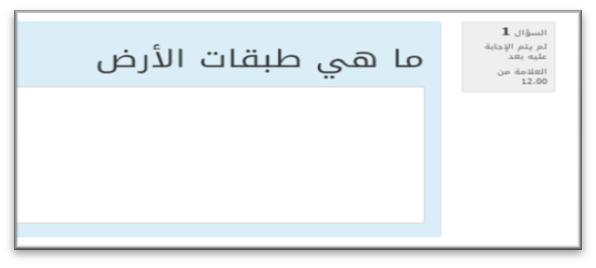 السؤال 1
لم يتم الإجابة
عليه بعد
العلامة من
12.00
ما هي طبقات الأرض